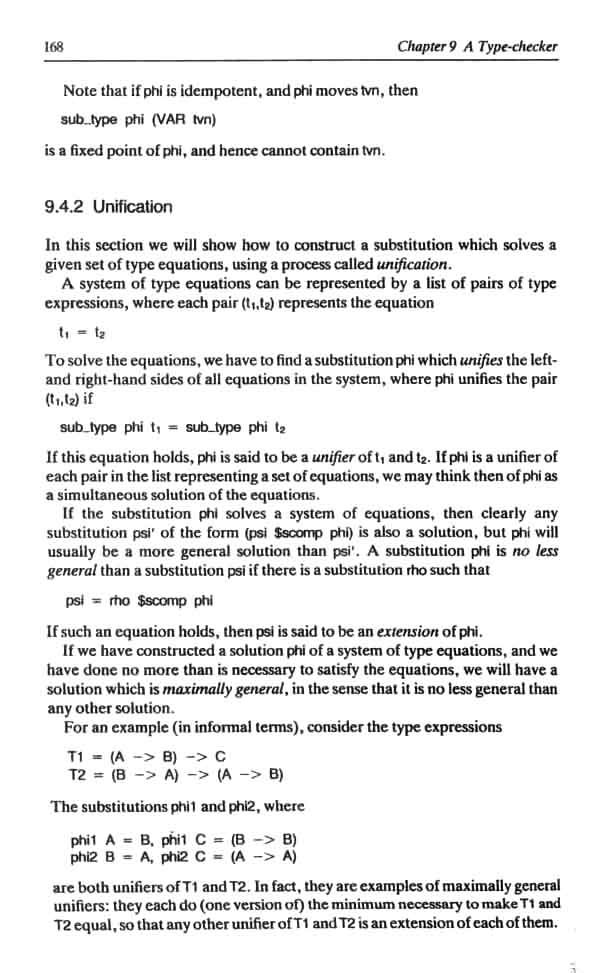 168 Chapter 9 A Type-checker
Note that if phi is idempotent, and phi moves tvn, then
sub_type phi (VAR tvn)
is a fixed point of phi, and hence cannot contain tvn.
9.4.2 Unification
In this section we will show how to construct a substitution which solves a
given set of type equations, using a process called unification.
A system of type equations can be represented by a list of pairs of type
expressions, where each pair (t₁,t₂) represents the equation
t₁ = t₂
To solve the equations, we have to find a substitution phi which unifies the left-
and right-hand sides of all equations in the system, where phi unifies the pair
(t₁,t₂) if
sub_type phi t₁ = sub_type phi t₂
If this equation holds, phi is said to be a unifier of t₁ and t₂. If phi is a unifier of
each pair in the list representing a set of equations, we may think then of phi as
a simultaneous solution of the equations.
If the substitution phi solves a system of equations, then clearly any
substitution psi' of the form (psi $scomp phi) is also a solution, but phi will
usually be a more general solution than psi'. A substitution phi is no less
general than a substitution psi if there is a substitution rho such that
psi = rho $scomp phi
If such an equation holds, then psi is said to be an extension of phi.
If we have constructed a solution phi of a system of type equations, and we
have done no more than is necessary to satisfy the equations, we will have a
solution which is maximally general, in the sense that it is no less general than
any other solution.
For an example (in informal terms), consider the type expressions
T1 = (A -> B) -> C
T2 = (B -> A) -> (A -> B)
The substitutions phi1 and phi2, where
phi1 A = B, phi1 C = (B -> B)
phi2 B = A, phi2 C = (A -> A)
are both unifiers of T1 and T2. In fact, they are examples of maximally general
unifiers: they each do (one version of) the minimum necessary to make T1 and
T2 equal, so that any other unifier of T1 and T2 is an extension of each of them.